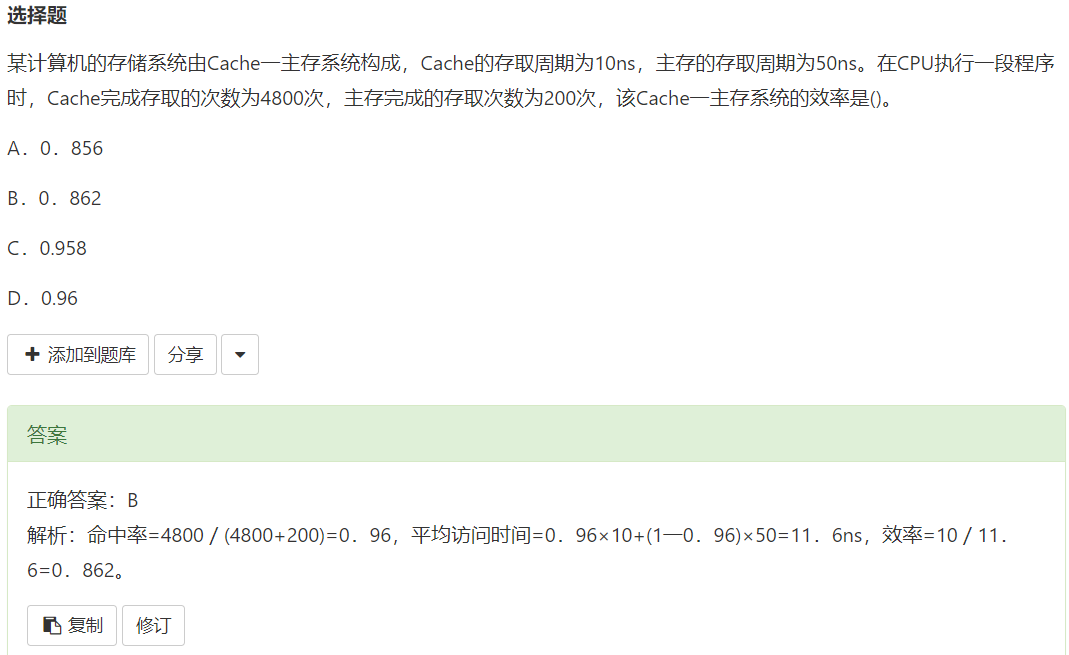 选择题
某计算机的存储系统由Cache—主存系统构成，Cache的存取周期为10ns，主存的存取周期为50ns。在CPU执行一段程序
时，Cache完成存取的次数为4800次，主存完成的存取次数为200次，该Cache—主存系统的效率是()。
A．0．856
B．0．862
C．0.958
D．0.96
添加到题库 分享
答案
正确答案：B
解析：命中率=4800／(4800+200)=0．96，平均访问时间=0．96×10+(1—0．96)×50=11．6ns，效率=10／11．
6=0．862。
复制 修订